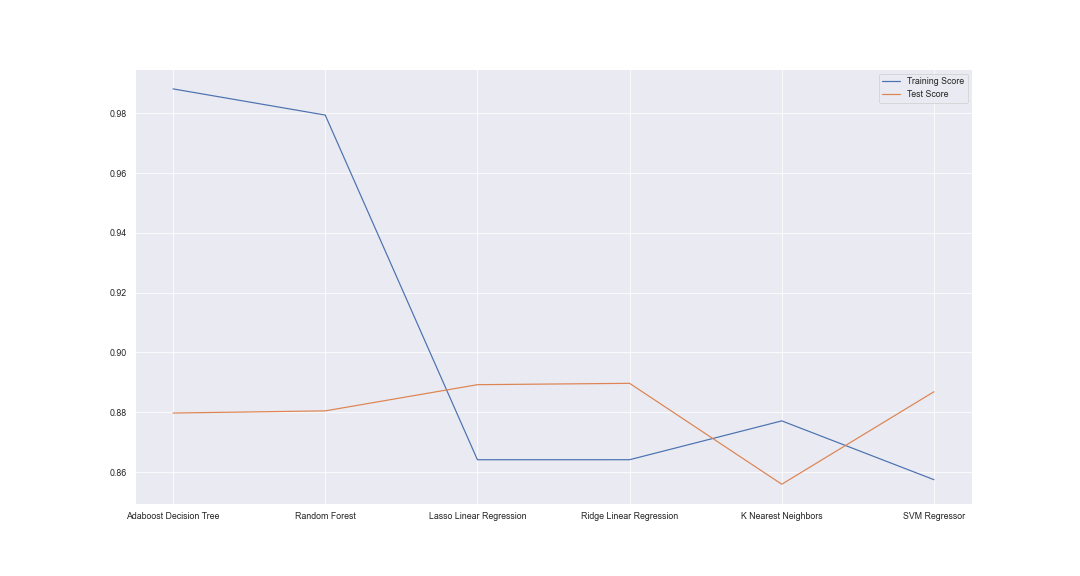 Training Score
Test Score
0.98
0.96
0.94
0.92
0.90
0.88
0.86
Adaboost Decision Tree
Random Forest
Lasso Linear Regression
Ridge Linear Regression
K Nearest Neighbors
SVM Regressor